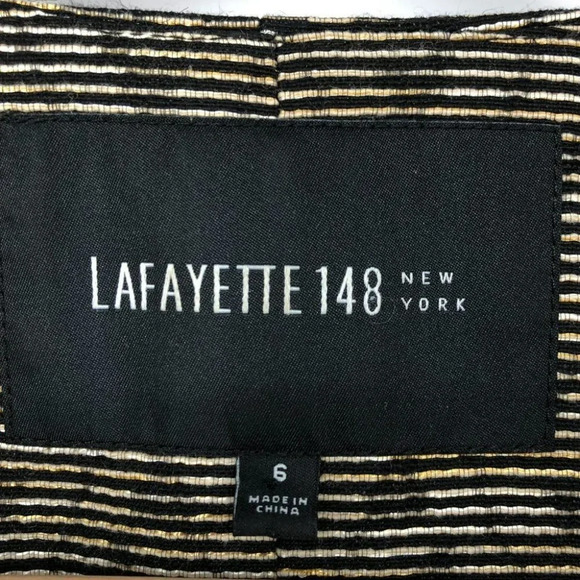 LAFAYETTE 148 NEW YORK
6
MADE IN
CHINA